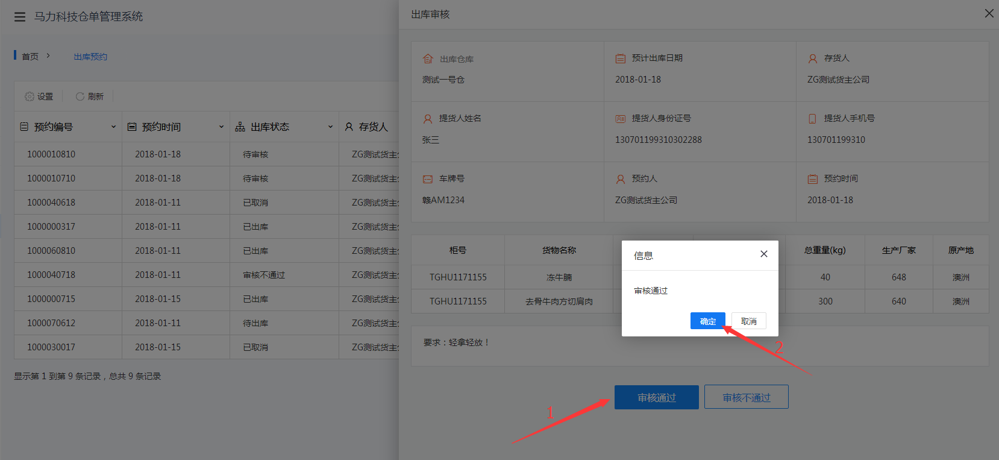 马力科技仓单管理系统
首页 > 出库预约
设置 刷新
预约编号 预约时间 出库状态 存货人
1000010810 2018-01-18 待审核 ZG测试货主
1000010710 2018-01-18 待审核 ZG测试货主
1000040618 2018-01-11 已取消 ZG测试货主
1000000317 2018-01-11 已出库 ZG测试货主
1000060810 2018-01-11 已出库 ZG测试货主
1000040718 2018-01-11 审核不通过 ZG测试货主
1000000715 2018-01-15 已出库 ZG测试货主
1000070612 2018-01-11 待出库 ZG测试货主
1000030017 2018-01-15 已取消 ZG测试货主
显示第 1 到第 9 条记录，总共 9 条记录
出库审核
出库仓库 预计出库日期 存货人
测试一号仓 2018-01-18 ZG测试货主公司
提货人姓名 提货人身份证号 提货人手机号
张三 130701199310302288 130701199310
车牌号 预约人 预约时间
赣AM1234 ZG测试货主公司 2018-01-18
柜号 货物名称 总重量(kg) 生产厂家 原产地
TGHU1171155 冻牛腩 40 648 澳洲
TGHU1171155 去骨牛肉方切肩肉 300 640 澳洲
要求：轻拿轻放！
审核通过 审核不通过
信息
审核通过
确定 取消
1
2